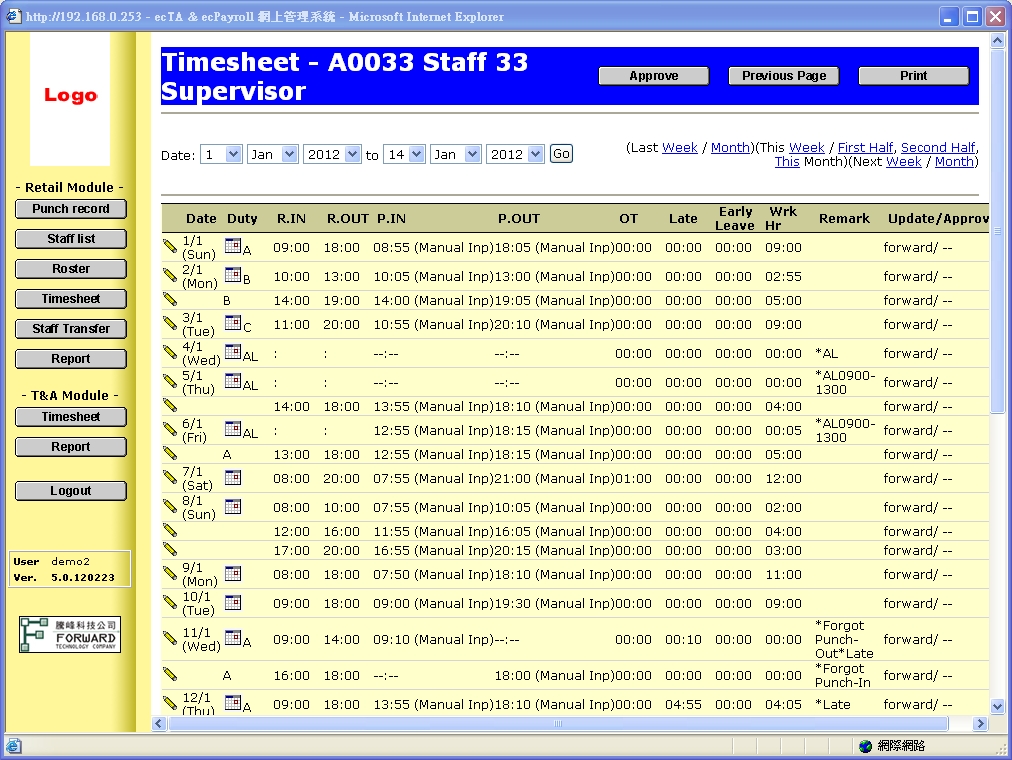 http://192.168.0.253 - ecTA & ecPayroll 網上管理系統 - Microsoft Internet Explorer
Logo
- Retail Module -
Punch record
Staff list
Roster
Timesheet
Staff Transfer
Report
- T&A Module -
Timesheet
Report
Logout
User demo2
Ver. 5.0.120223
騰峰科技公司
FORWARD
TECHNOLOGY COMPANY
Timesheet - A0033 Staff 33
Supervisor
Approve Previous Page Print
Date: 1 Jan 2012 to 14 Jan 2012 Go
(Last Week / Month)(This Week / First Half, Second Half,
This Month)(Next Week / Month)
Date Duty R.IN R.OUT P.IN P.OUT OT Late Early Leave Wrk Hr Remark Update/Approv
1/1 (Sun) A 09:00 18:00 08:55 (Manual Inp)18:05 (Manual Inp)00:00 00:00 00:00 09:00 forward/ --
2/1 (Mon) B 10:00 13:00 10:05 (Manual Inp)13:00 (Manual Inp)00:00 00:00 00:00 02:55 forward/ --
B 14:00 19:00 14:00 (Manual Inp)19:05 (Manual Inp)00:00 00:00 00:00 05:00 forward/ --
3/1 (Tue) C 11:00 20:00 10:55 (Manual Inp)20:10 (Manual Inp)00:00 00:00 00:00 09:00 forward/ --
4/1 (Wed) AL : : --:-- --:-- 00:00 00:00 00:00 00:00 *AL forward/ --
5/1 (Thu) AL : : --:-- --:-- 00:00 00:00 00:00 00:00 *AL0900-1300 forward/ --
14:00 18:00 13:55 (Manual Inp)18:10 (Manual Inp)00:00 00:00 00:00 04:00 forward/ --
6/1 (Fri) AL : : 12:55 (Manual Inp)18:15 (Manual Inp)00:00 00:00 00:00 00:05 *AL0900-1300 forward/ --
A 13:00 18:00 12:55 (Manual Inp)18:15 (Manual Inp)00:00 00:00 00:00 05:00 forward/ --
7/1 (Sat) 08:00 20:00 07:55 (Manual Inp)21:00 (Manual Inp)01:00 00:00 00:00 12:00 forward/ --
8/1 (Sun) 08:00 10:00 07:55 (Manual Inp)10:05 (Manual Inp)00:00 00:00 00:00 02:00 forward/ --
12:00 16:00 11:55 (Manual Inp)16:05 (Manual Inp)00:00 00:00 00:00 04:00 forward/ --
17:00 20:00 16:55 (Manual Inp)20:15 (Manual Inp)00:00 00:00 00:00 03:00 forward/ --
9/1 (Mon) 08:00 18:00 07:50 (Manual Inp)18:10 (Manual Inp)00:00 00:00 00:00 11:00 forward/ --
10/1 (Tue) 09:00 18:00 09:00 (Manual Inp)19:30 (Manual Inp)00:00 00:00 00:00 09:00 forward/ --
11/1 (Wed) A 09:00 14:00 09:10 (Manual Inp)--:-- 00:00 00:10 00:00 00:00 *Forgot Punch-Out*Late forward/ --
A 16:00 18:00 --:-- 18:00 (Manual Inp)00:00 00:00 00:00 00:00 *Forgot Punch-In forward/ --
12/1 (Thu) A 09:00 18:00 13:55 (Manual Inp)18:10 (Manual Inp)00:00 04:55 00:00 04:05 *Late forward/ --
網際網路